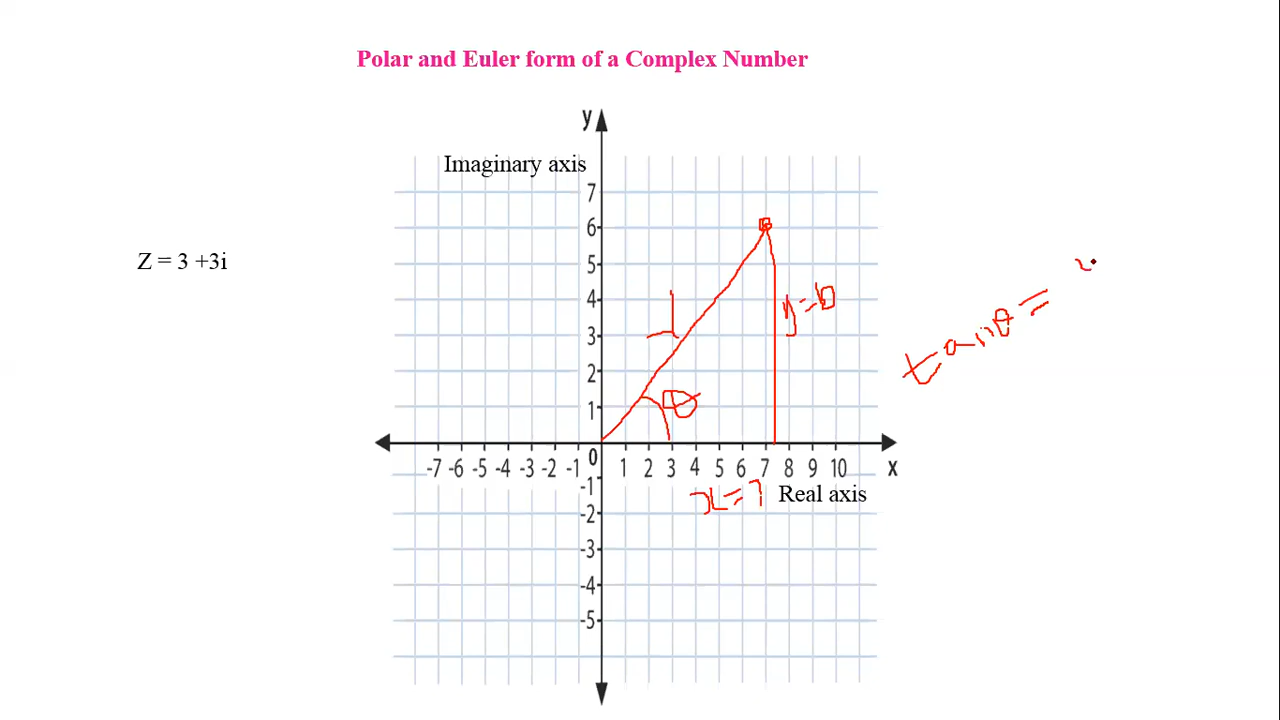 Polar and Euler form of a Complex Number
y
Imaginary axis
7
6
Z = 3 +3i
5
4
y=6
3
tanθ =
2
1
θ
0
-7 -6 -5 -4 -3 -2 -1 1 2 3 4 5 6 7 8 9 10 x
-1
x=7 Real axis
-2
-3
-4
-5